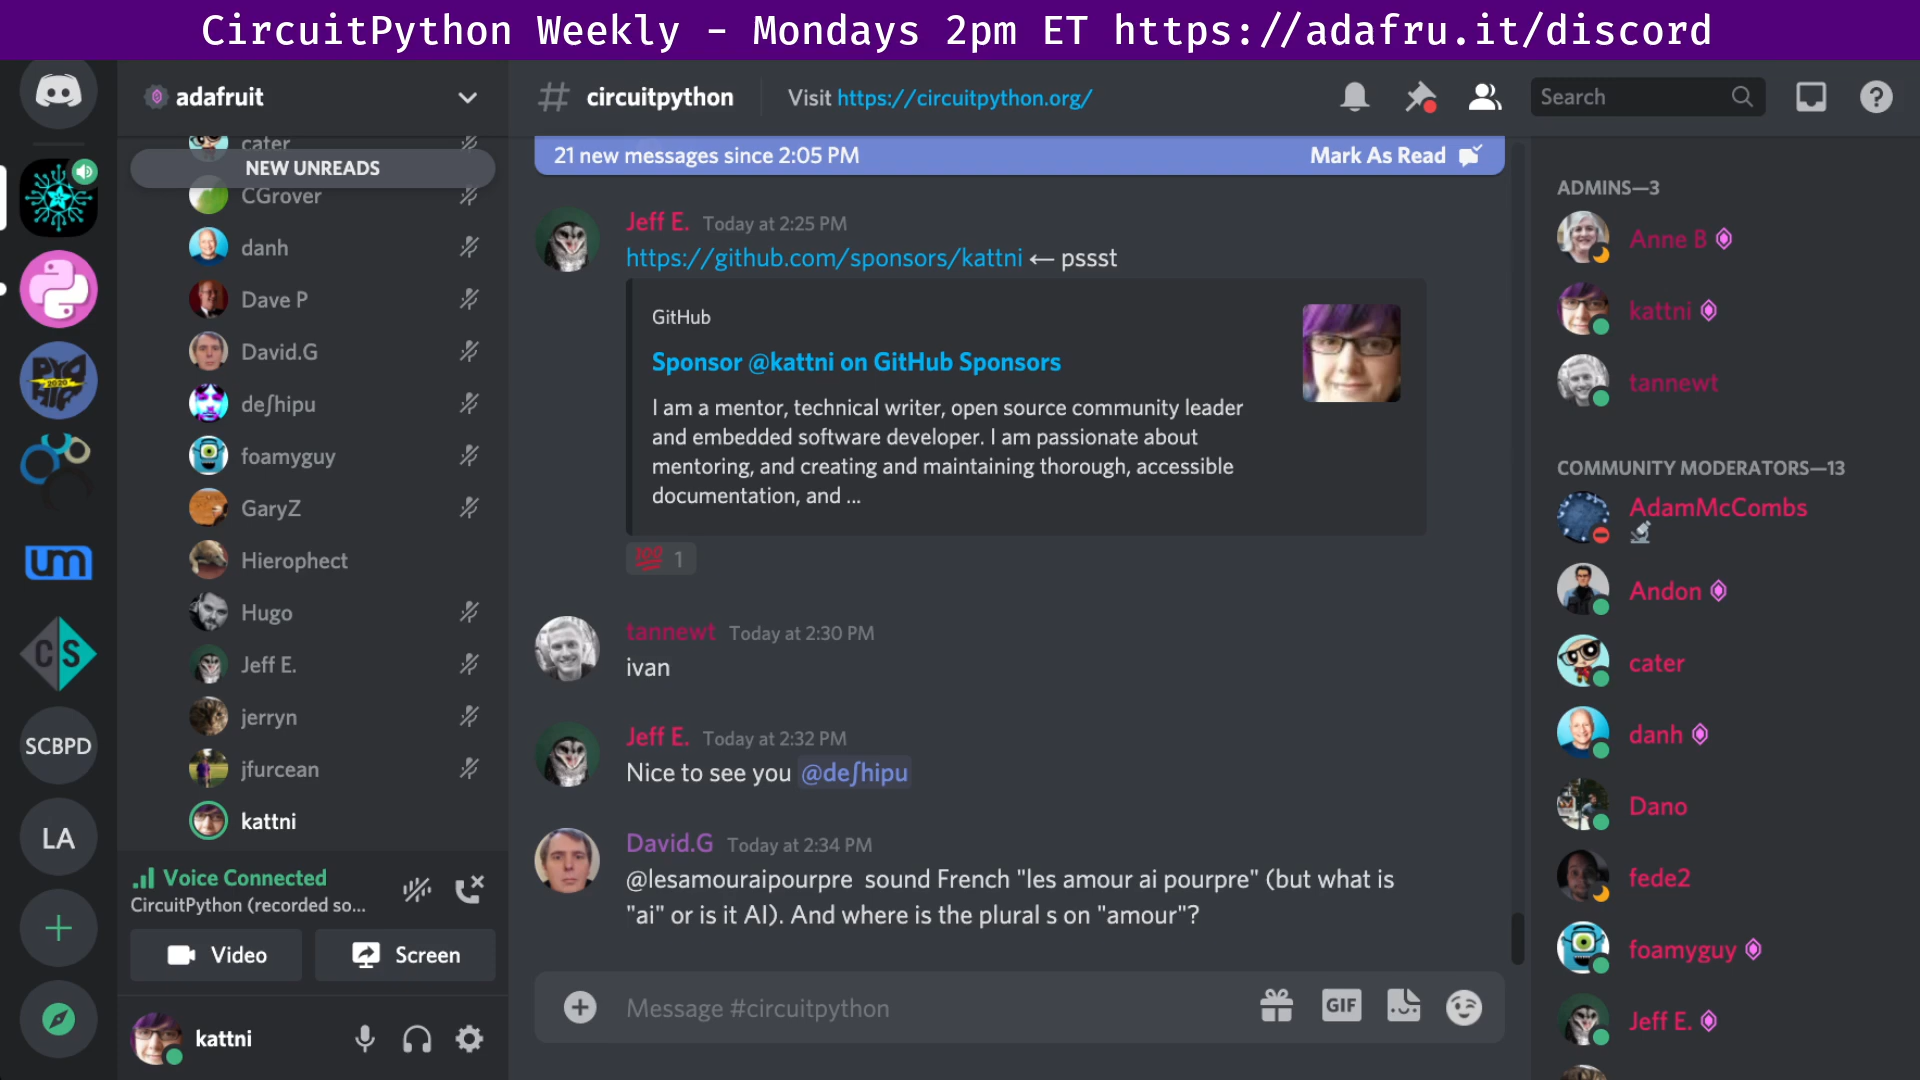 CircuitPython Weekly - Mondays 2pm ET https://adafru.it/discord
adafruit
cater
NEW UNREADS
CGrover
danh
Dave P
David.G
deʃhipu
foamyguy
GaryZ
Hierophect
Hugo
Jeff E.
jerryn
jfurcean
kattni
Voice Connected
CircuitPython (recorded so...
Video
Screen
kattni
um
CS
SCBPD
LA
PYOHIO
2020
circuitpython
Visit https://circuitpython.org/
Search
21 new messages since 2:05 PM
Mark As Read
Jeff E. Today at 2:25 PM
https://github.com/sponsors/kattni ← pssst
GitHub
Sponsor @kattni on GitHub Sponsors
I am a mentor, technical writer, open source community leader
and embedded software developer. I am passionate about
mentoring, and creating and maintaining thorough, accessible
documentation, and ...
100 1
tannewt Today at 2:30 PM
ivan
Jeff E. Today at 2:32 PM
Nice to see you @deʃhipu
David.G Today at 2:34 PM
@lesamouraipourpre sound French "les amour ai pourpre" (but what is
"ai" or is it AI). And where is the plural s on "amour"?
Message #circuitpython
GIF
ADMINS—3
Anne B
kattni
tannewt
COMMUNITY MODERATORS—13
AdamMcCombs
Andon
cater
danh
Dano
fede2
foamyguy
Jeff E.